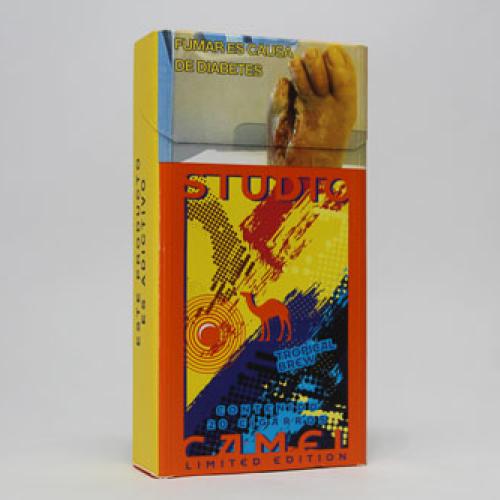 FUMAR ES CAUSA
DE DIABETES
STUDIO
TROPICAL
BREW
CONTENIDO
20 CIGARROS
CAMEL
LIMITED EDITION
ESTE PRODUCTO
ES ADICTIVO